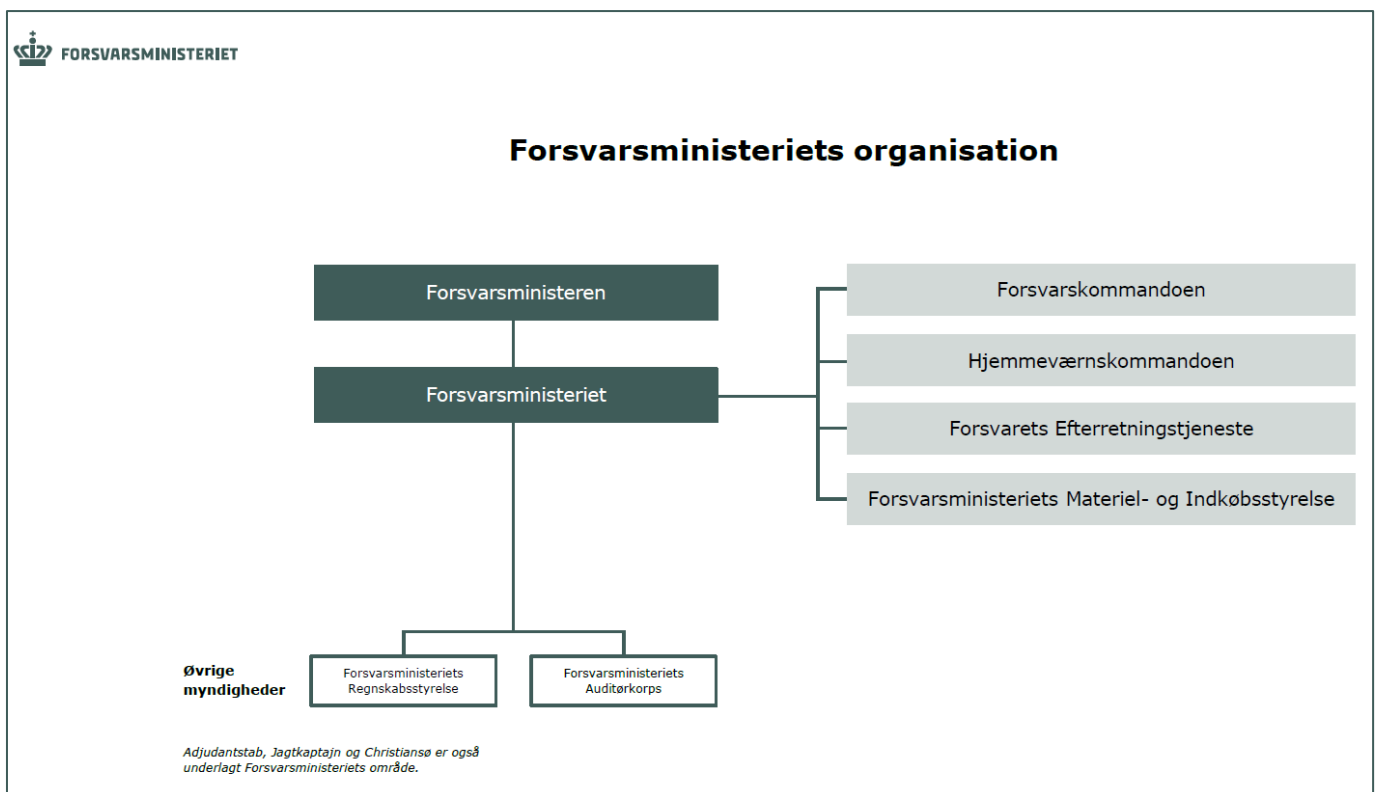 FORSVARSMINISTERIET
Forsvarsministeriets organisation
Forsvarsministeren
Forsvarsministeriet
Forsvarskommandoen
Hjemmeværnskommandoen
Forsvarets Efterretningstjeneste
Forsvarsministeriets Materiel- og Indkøbsstyrelse
Øvrige
myndigheder
Forsvarsministeriets
Regnskabsstyrelse
Forsvarsministeriets
Auditørkorps
Adjudantstab, Jagtkaptajn og Christiansø er også
underlagt Forsvarsministeriets område.